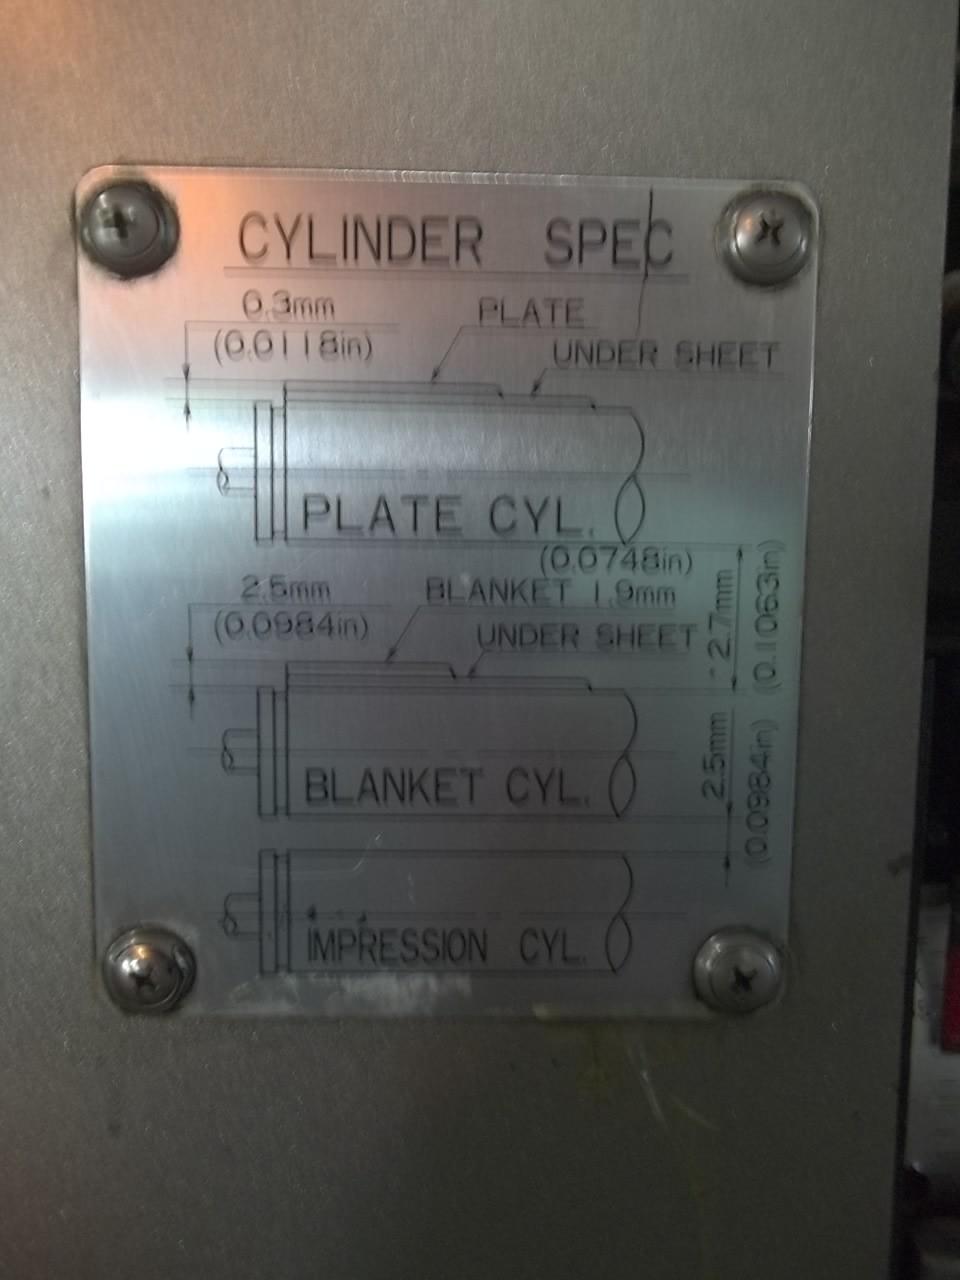 CYLINDER SPEC
0.3mm
(0.0118in)
PLATE
UNDER SHEET
PLATE CYL.
(0.0748in)
2.5mm
(0.0984in)
BLANKET 1.9mm
UNDER SHEET
2.7mm
(0.1063in)
BLANKET CYL.
2.5mm
(0.0984in)
IMPRESSION CYL.